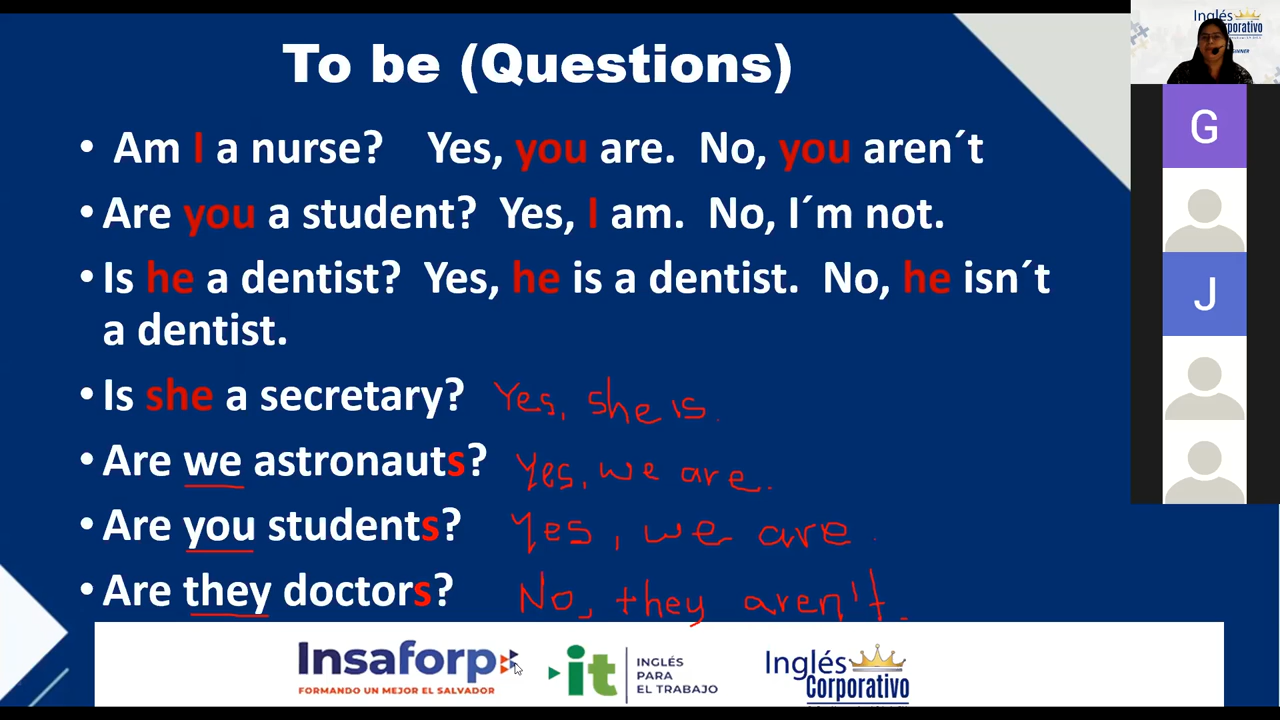 To be (Questions)
• Am I a nurse? Yes, you are. No, you aren´t
• Are you a student? Yes, I am. No, I´m not.
• Is he a dentist? Yes, he is a dentist. No, he isn´t
a dentist.
• Is she a secretary? Yes, she is.
• Are we astronauts? Yes, we are.
• Are you students? Yes, we are.
• Are they doctors? No, they aren't.
Insaforp
FORMANDO UN MEJOR EL SALVADOR
it
INGLÉS
PARA
EL TRABAJO
Inglés
Corporativo
Inglés
Corporativo
G
J